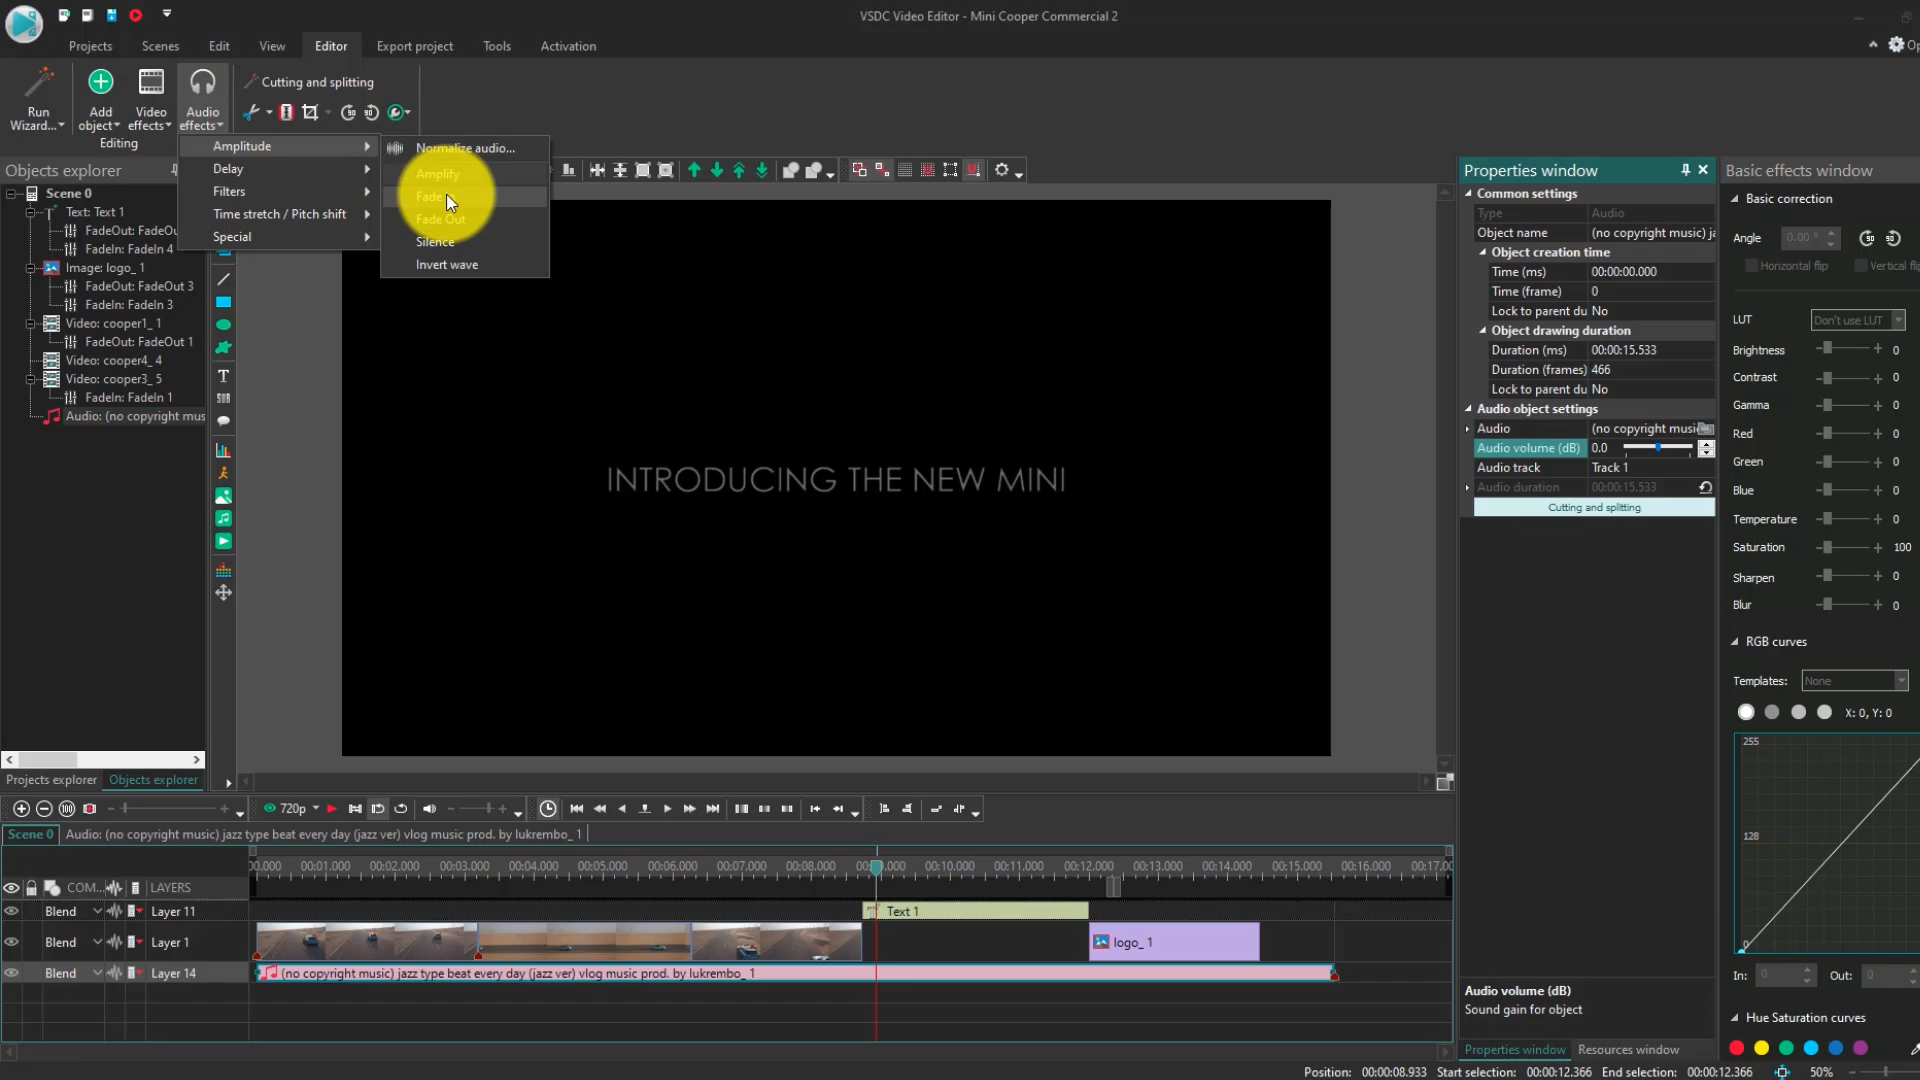 VSDC Video Editor - Mini Cooper Commercial 2
Projects Scenes Edit View Editor Export project Tools Activation
Run Wizard...
Add object
Video effects
Audio effects
Editing
Cutting and splitting
Amplitude
Delay
Filters
Time stretch / Pitch shift
Special
Normalize audio...
Amplify
Fade
Fade Out
Silence
Invert wave
Objects explorer
Scene 0
Text: Text 1
FadeOut: FadeOu
FadeIn: FadeIn 4
Image: logo_ 1
FadeOut: FadeOut 3
FadeIn: FadeIn 3
Video: cooper1_ 1
FadeOut: FadeOut 1
Video: cooper4_ 4
Video: cooper3_ 5
FadeIn: FadeIn 1
Audio: (no copyright mus
Projects explorer Objects explorer
INTRODUCING THE NEW MINI
Properties window
Common settings
Type Audio
Object name (no copyright music) ja
Object creation time
Time (ms) 00:00:00.000
Time (frame) 0
Lock to parent du No
Object drawing duration
Duration (ms) 00:00:15.533
Duration (frames) 466
Lock to parent du No
Audio object settings
Audio (no copyright musi
Audio volume (dB) 0.0
Audio track Track 1
Audio duration 00:00:15.533
Cutting and splitting
Audio volume (dB)
Sound gain for object
Properties window Resources window
Basic effects window
Basic correction
Angle 0.00 °
Horizontal flip Vertical flip
LUT Don't use LUT
Brightness 0
Contrast 0
Gamma 0
Red 0
Green 0
Blue 0
Temperature 0
Saturation 100
Sharpen 0
Blur 0
RGB curves
Templates: None
X: 0, Y: 0
255
128
0
In: 0 Out: 0
Hue Saturation curves
720p
Scene 0 Audio: (no copyright music) jazz type beat every day (jazz ver) vlog music prod. by lukrembo_ 1
00:01.000 00:02.000 00:03.000 00:04.000 00:05.000 00:06.000 00:07.000 00:08.000 00:10.000 00:11.000 00:12.000 00:13.000 00:14.000 00:15.000 00:16.000 00:17.0
COM... LAYERS
Blend Layer 11 Text 1
Blend Layer 1 logo_ 1
Blend Layer 14 (no copyright music) jazz type beat every day (jazz ver) vlog music prod. by lukrembo_ 1
Position: 00:00:08.933 Start selection: 00:00:12.366 End selection: 00:00:12.366 50%